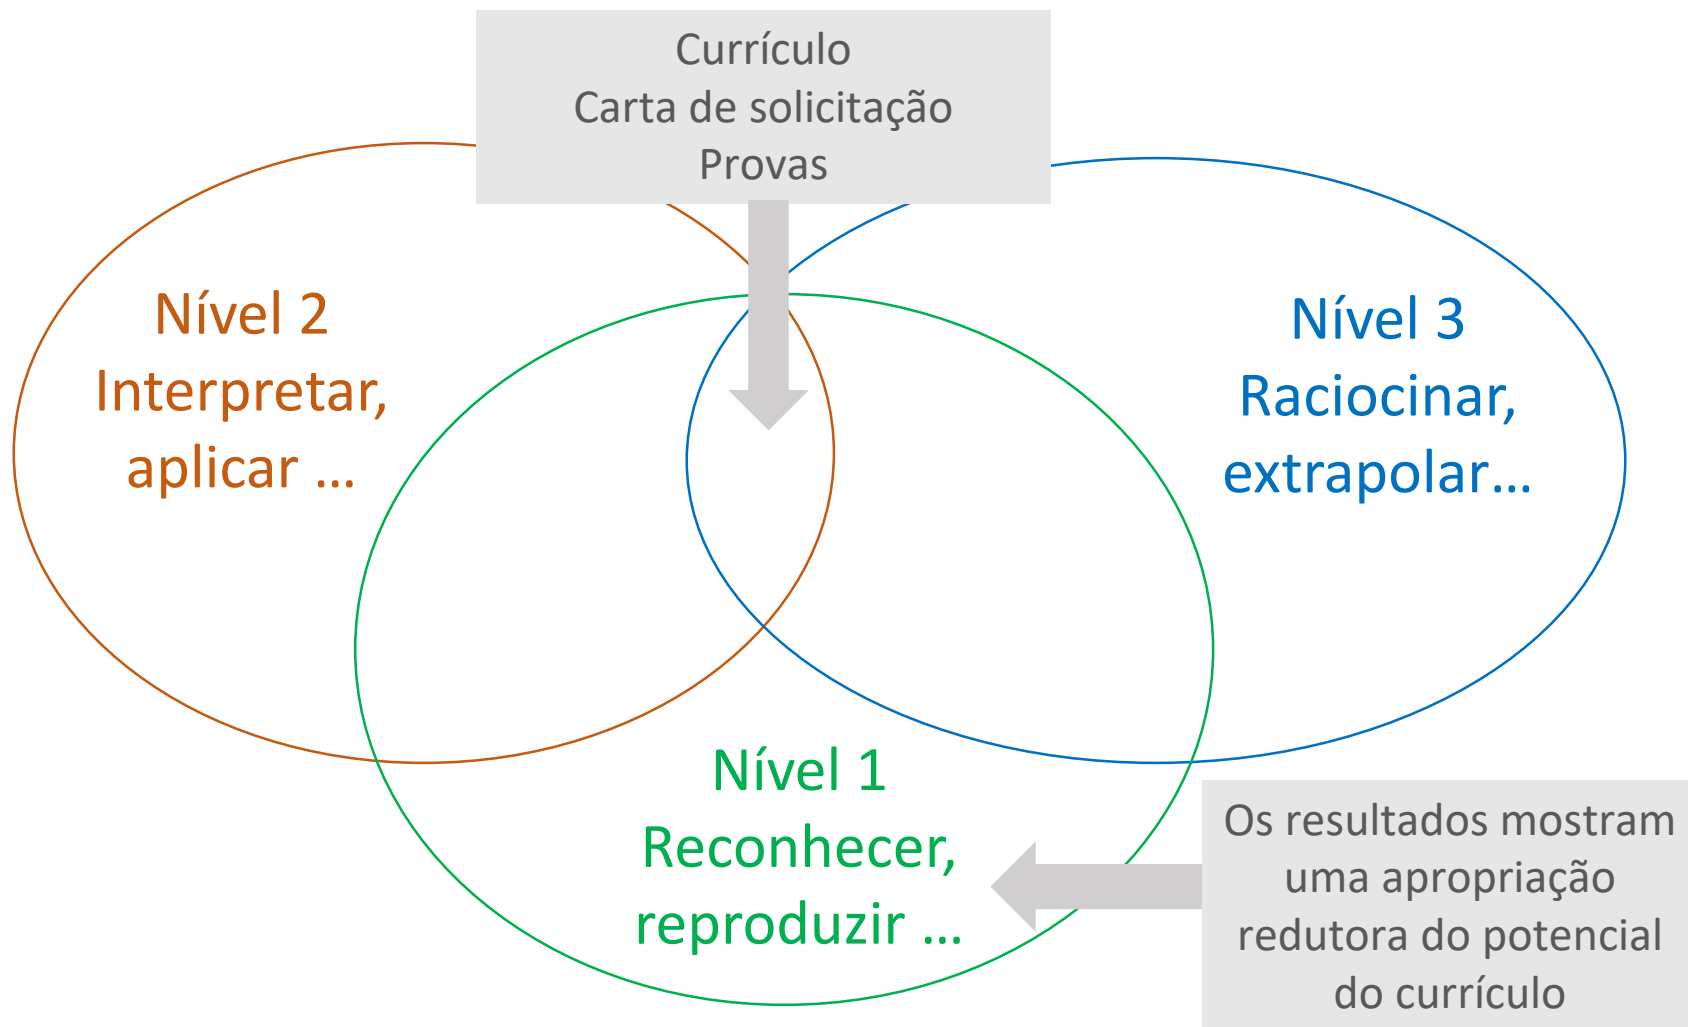 Currículo
Carta de solicitação
Provas
Nível 2
Interpretar,
aplicar ...
Nível 3
Raciocinar,
extrapolar...
Nível 1
Reconhecer,
reproduzir ...
Os resultados mostram
uma apropriação
redutora do potencial
do currículo